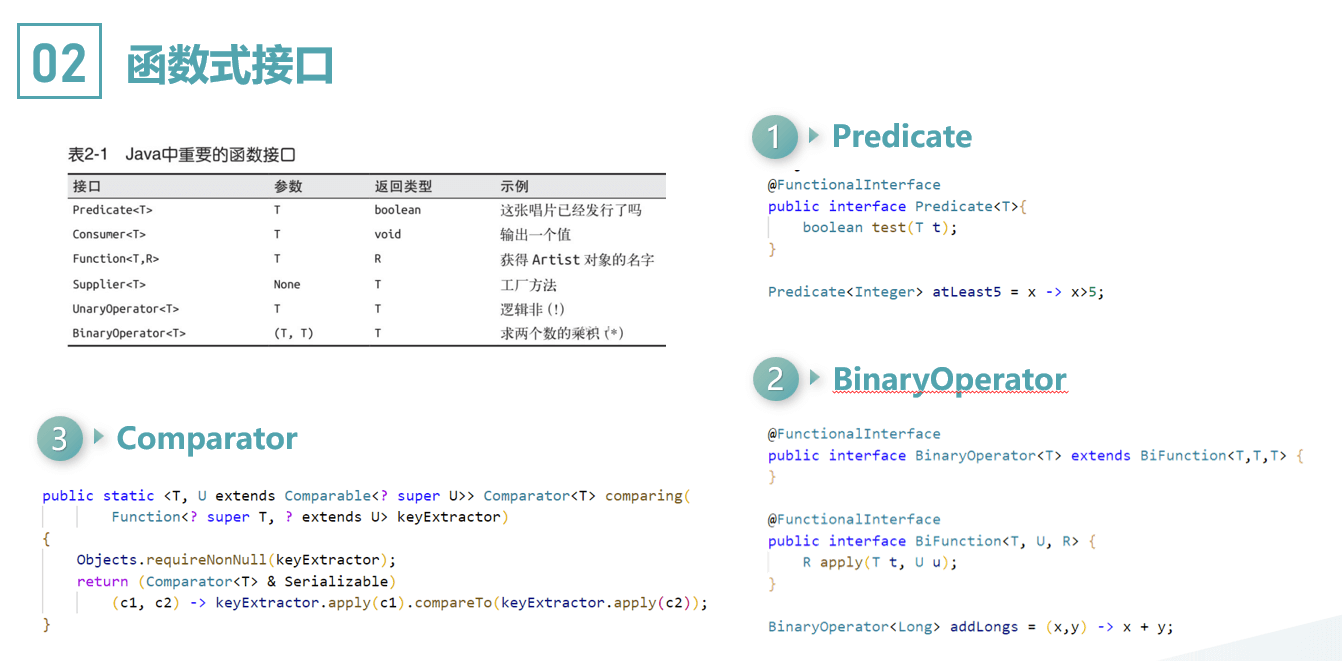 02 函数式接口
表2-1 Java中重要的函数接口
接口 参数 返回类型 示例
Predicate<T> T boolean 这张唱片已经发行了吗
Consumer<T> T void 输出一个值
Function<T,R> T R 获得 Artist 对象的名字
Supplier<T> None T 工厂方法
UnaryOperator<T> T T 逻辑非 (!)
BinaryOperator<T> (T, T) T 求两个数的乘积 (*)
1 Predicate
@FunctionalInterface
public interface Predicate<T>{
boolean test(T t);
}
Predicate<Integer> atLeast5 = x -> x>5;
2 BinaryOperator
@FunctionalInterface
public interface BinaryOperator<T> extends BiFunction<T,T,T> {
}
@FunctionalInterface
public interface BiFunction<T, U, R> {
R apply(T t, U u);
}
BinaryOperator<Long> addLongs = (x,y) -> x + y;
3 Comparator
public static <T, U extends Comparable<? super U>> Comparator<T> comparing(
Function<? super T, ? extends U> keyExtractor)
{
Objects.requireNonNull(keyExtractor);
return (Comparator<T> & Serializable)
(c1, c2) -> keyExtractor.apply(c1).compareTo(keyExtractor.apply(c2));
}